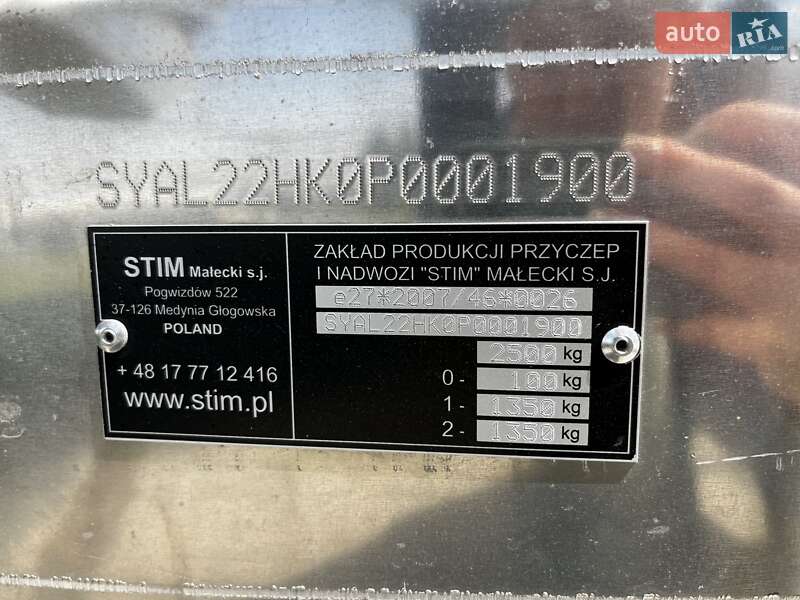 auto RIA
SYAL22HK0P0001900
STIM Małecki s.j.
Pogwizdów 522
37-126 Medynia Głogowska
POLAND
+ 48 17 77 12 416
www.stim.pl
ZAKŁAD PRODUKCJI PRZYCZEP
I NADWOZI "STIM" MAŁECKI S.J.
e27*2007/46*0026
SYAL22HK0P0001900
2500 kg
0- 100 kg
1- 1350 kg
2- 1350 kg